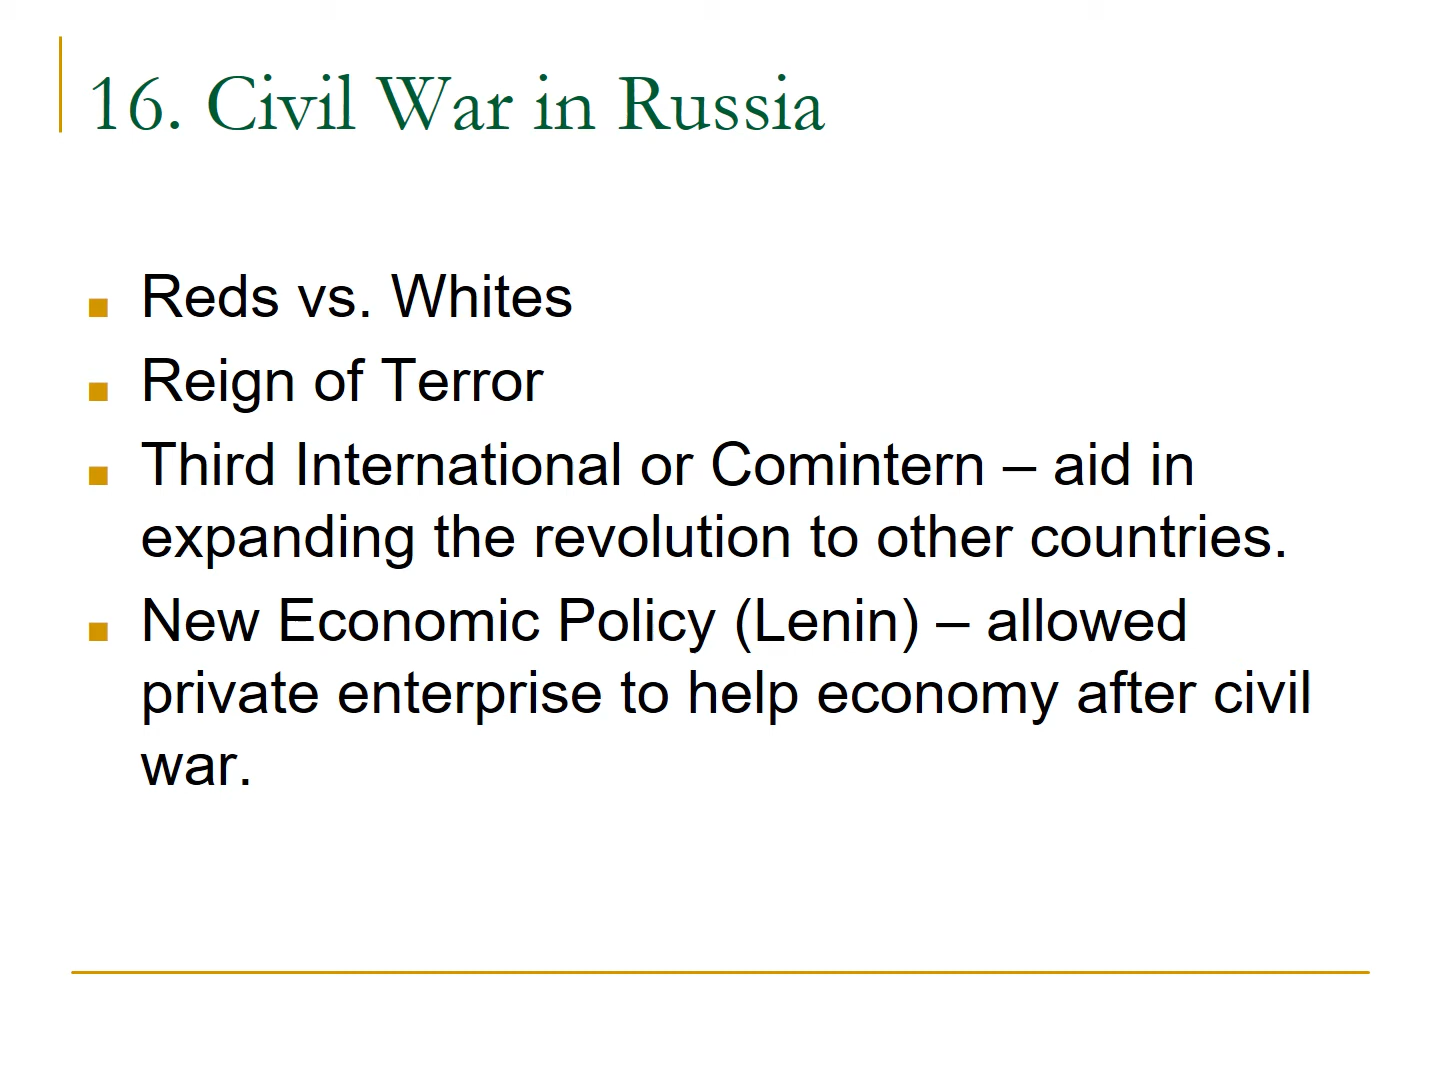 16. Civil War in Russia
Reds vs. Whites
Reign of Terror
Third International or Comintern – aid in
expanding the revolution to other countries.
New Economic Policy (Lenin) – allowed
private enterprise to help economy after civil
war.